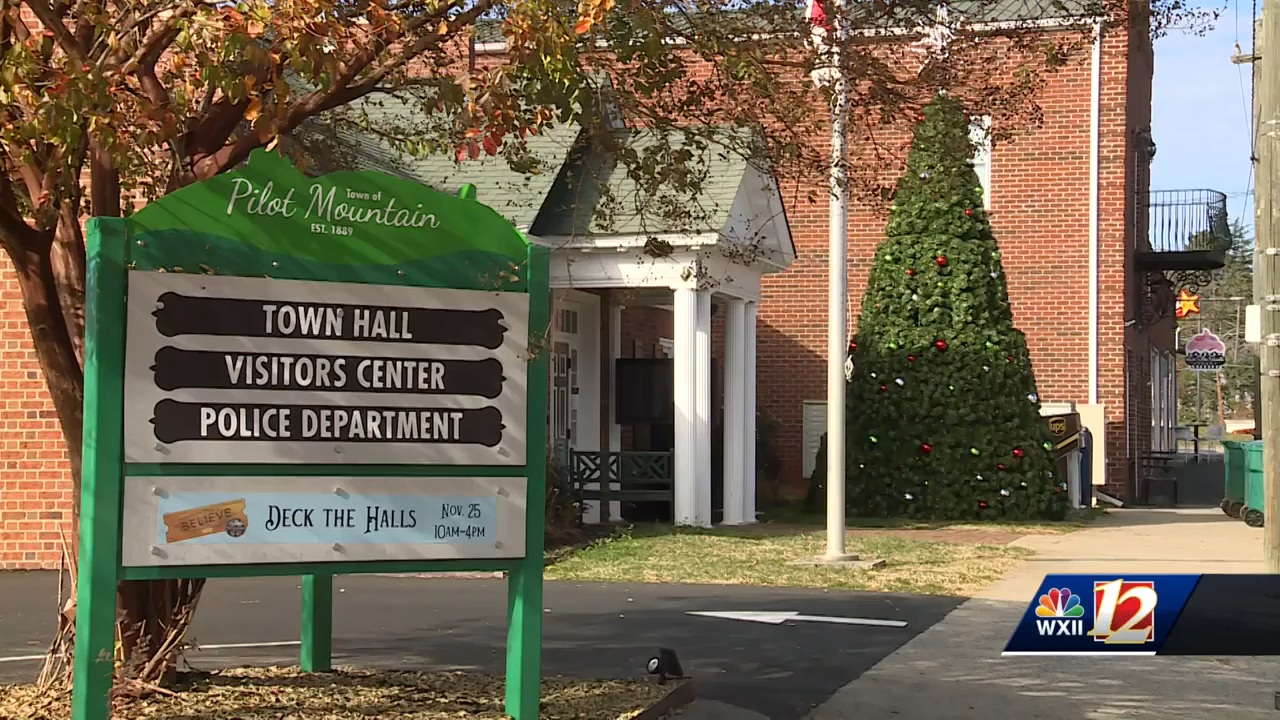 Town of
Pilot Mountain
EST. 1889
TOWN HALL
VISITORS CENTER
POLICE DEPARTMENT
BELIEVE
DECK THE HALLS
NOV. 25
10AM-4PM
ups
WXII 12